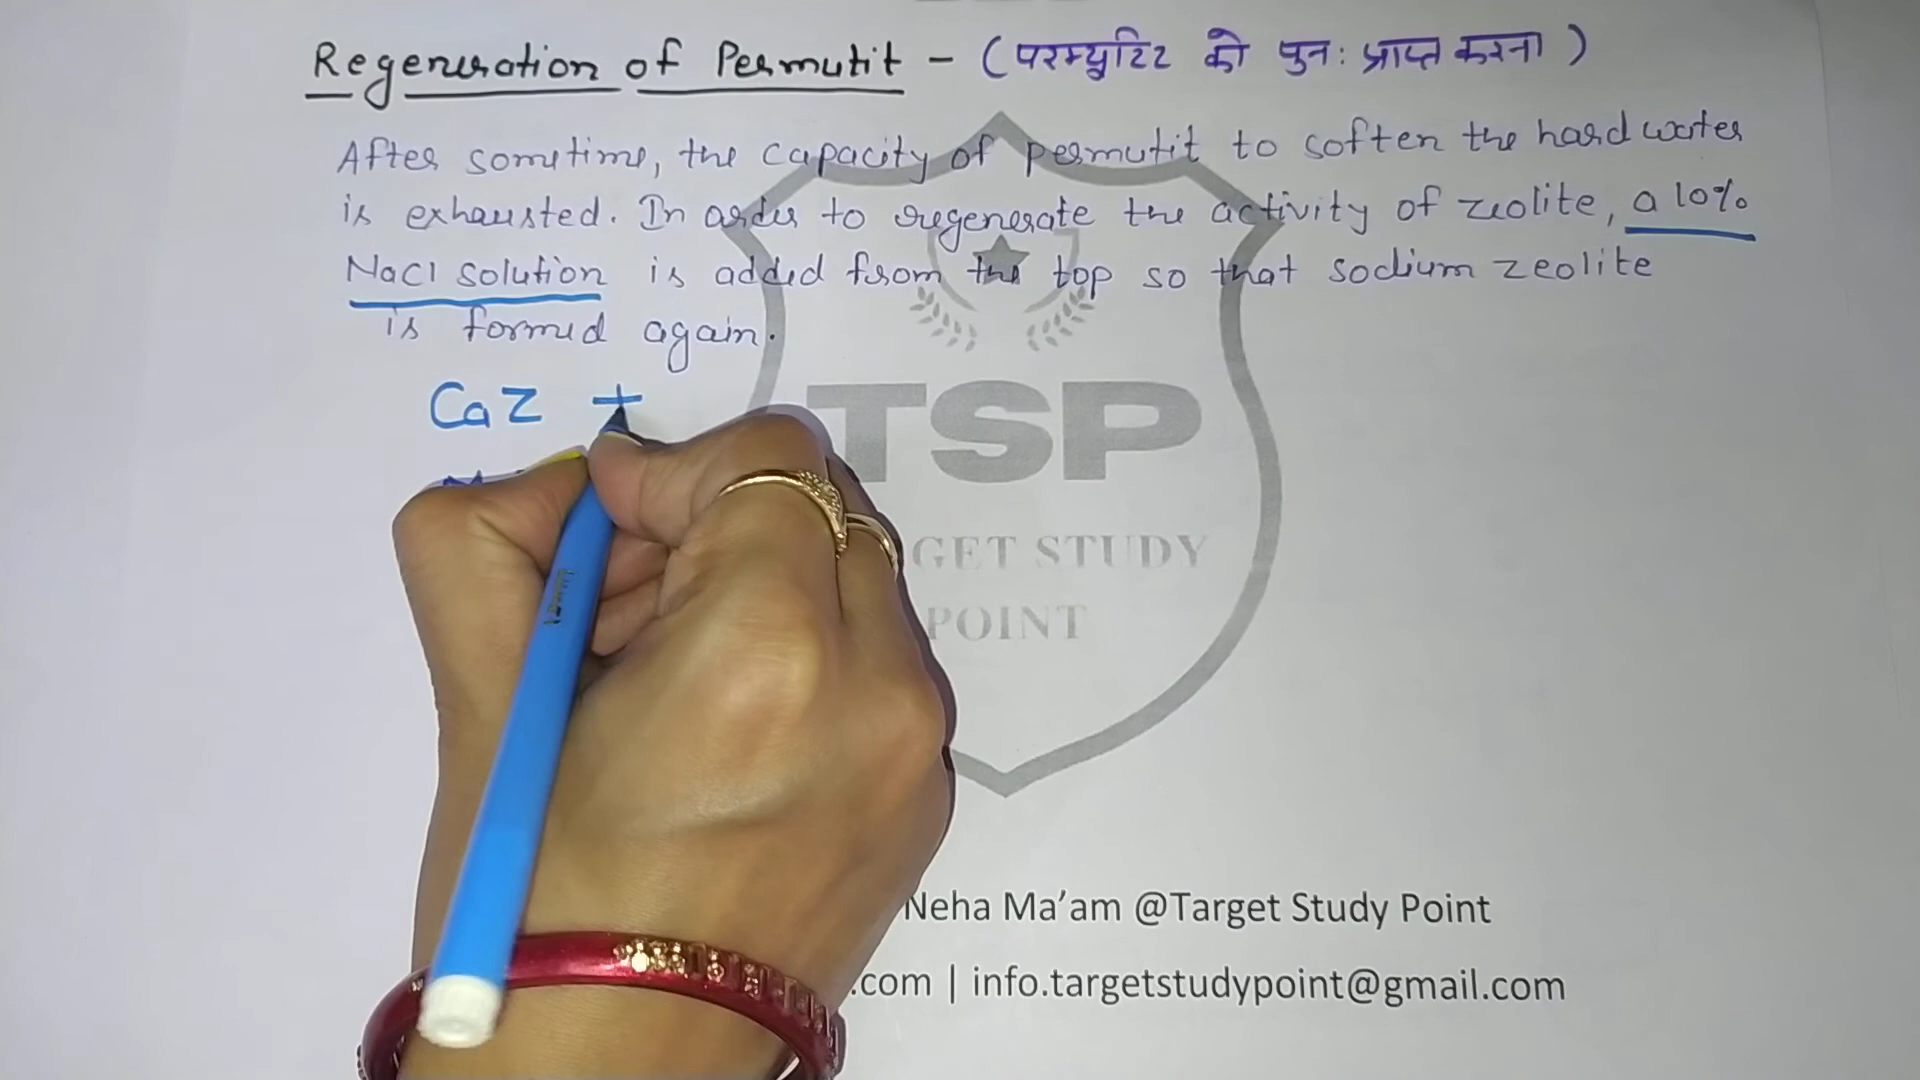 Regeneration of Permutit - (परम्यूटिट को पुनः प्राप्त करना)
After sometime, the capacity of permutit to soften the hard water
is exhausted. In order to regenerate the activity of zeolite, a 10%
NaCl solution is added from the top so that sodium zeolite
is formed again.
CaZ +
TSP
GET STUDY
POINT
Neha Ma'am @Target Study Point
.com | info.targetstudypoint@gmail.com